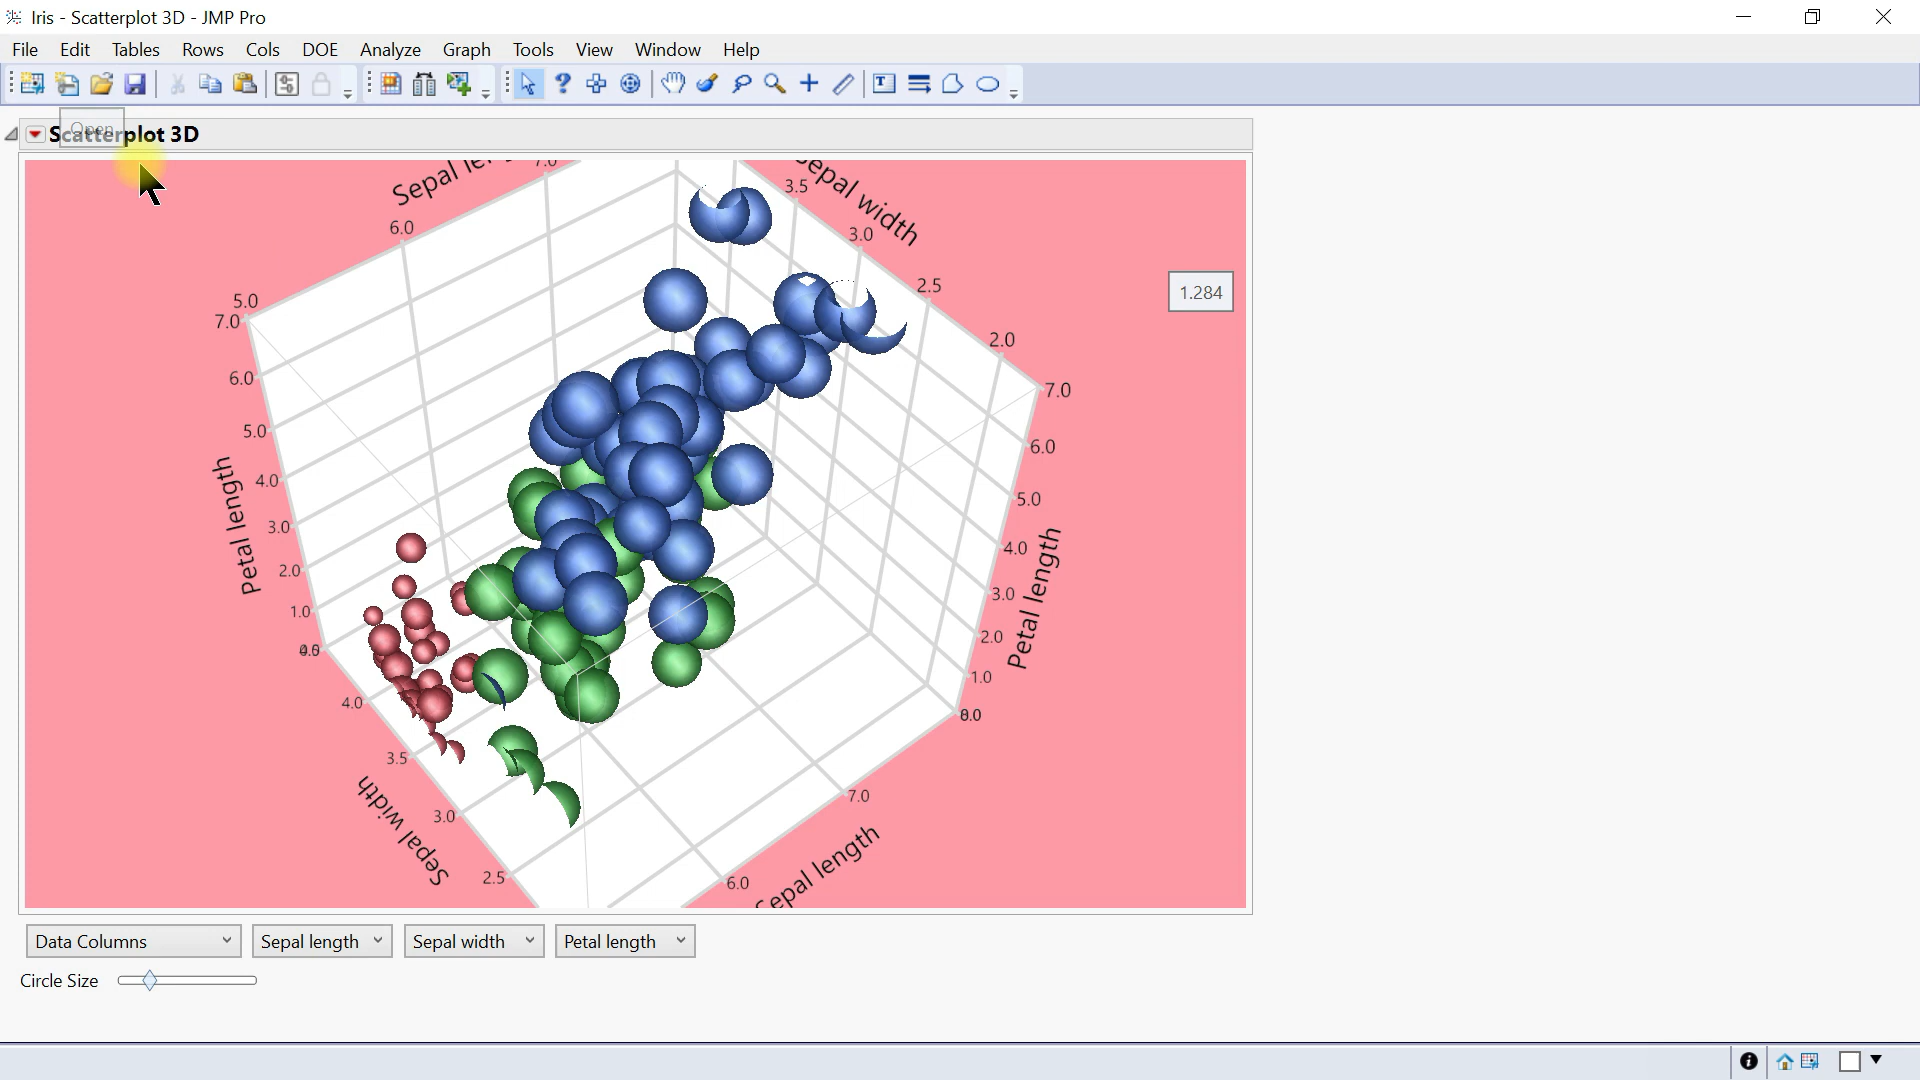 Iris - Scatterplot 3D - JMP Pro
File Edit Tables Rows Cols DOE Analyze Graph Tools View Window Help
Open
Scatterplot 3D
7.0
Sepal width
3.5
6.0
3.0
2.5
5.0
7.0
1.284
2.0
7.0
6.0
6.0
5.0
Petal length
4.0
5.0
3.0
4.0
2.0
3.0
Petal length
1.0
2.0
1.0
4.0
8.0
3.5
Sepal width
7.0
3.0
Sepal length
2.5
6.0
Data Columns Sepal length Sepal width Petal length
Circle Size